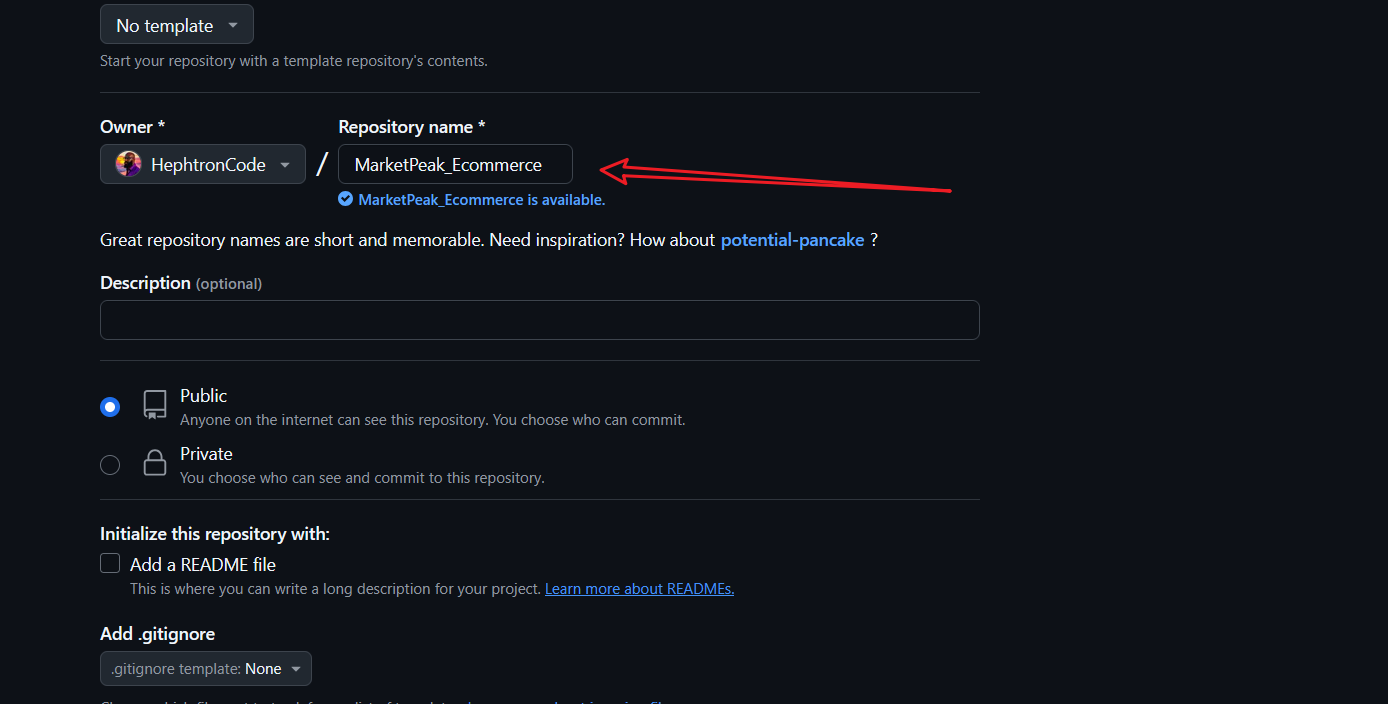 No template
Start your repository with a template repository's contents.
Owner *
Repository name *
HephtronCode
/
MarketPeak_Ecommerce
MarketPeak_Ecommerce is available.
Great repository names are short and memorable. Need inspiration? How about potential-pancake ?
Description (optional)
Public
Anyone on the internet can see this repository. You choose who can commit.
Private
You choose who can see and commit to this repository.
Initialize this repository with:
Add a README file
This is where you can write a long description for your project. Learn more about READMEs.
Add .gitignore
.gitignore template: None